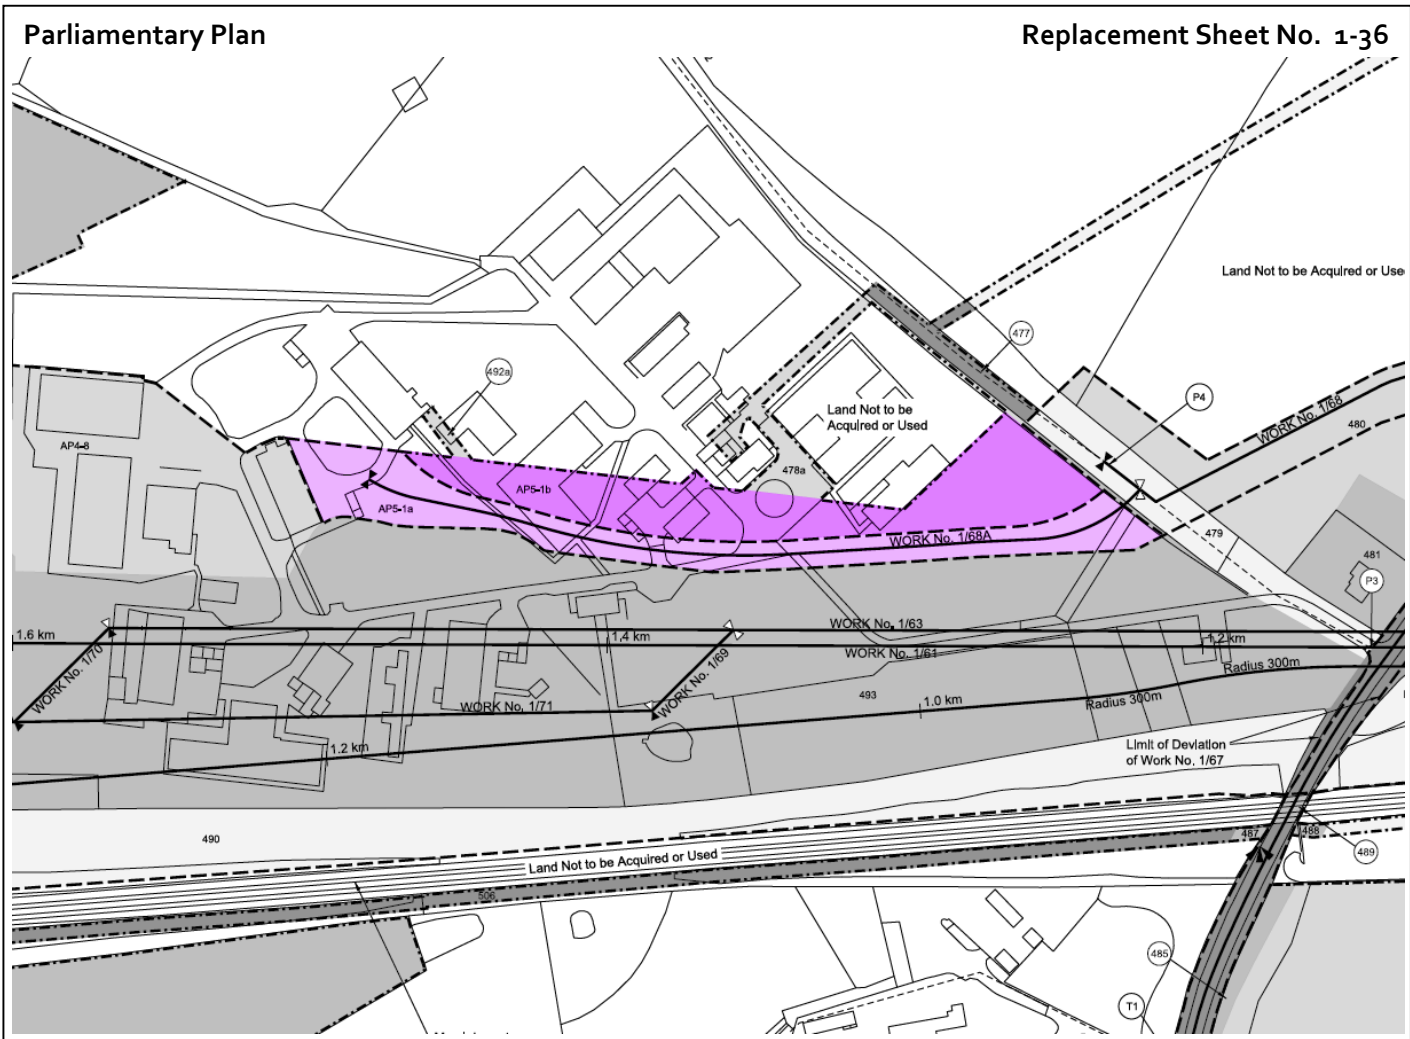 Parliamentary Plan
Replacement Sheet No. 1-36
Land Not to be Acquired or Use
477
492a
P4
Land Not to be
Acquired or Used
WORK No. 1/68
480
AP4-8
478a
AP5-1b
AP5-1a
WORK No. 1/68A
479
481
P3
1.6 km
WORK No. 1/63
1.4 km
1.2 km
WORK No. 1/61
WORK No. 1/70
WORK No. 1/69
Radius 300m
493
1.0 km
Radius 300m
WORK No. 1/71
1.2 km
Limit of Deviation
of Work No. 1/67
490
487
488
489
Land Not to be Acquired or Used
506
485
T1